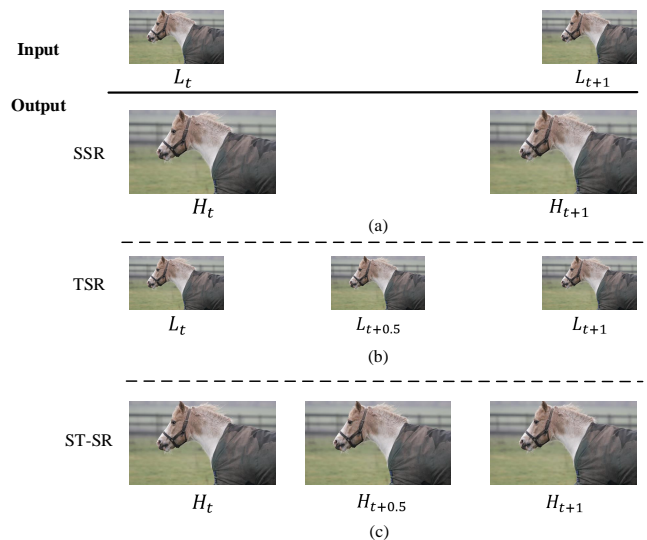 Input
L_t
L_{t+1}
Output
SSR
H_t
H_{t+1}
(a)
TSR
L_t
L_{t+0.5}
L_{t+1}
(b)
ST-SR
H_t
H_{t+0.5}
H_{t+1}
(c)